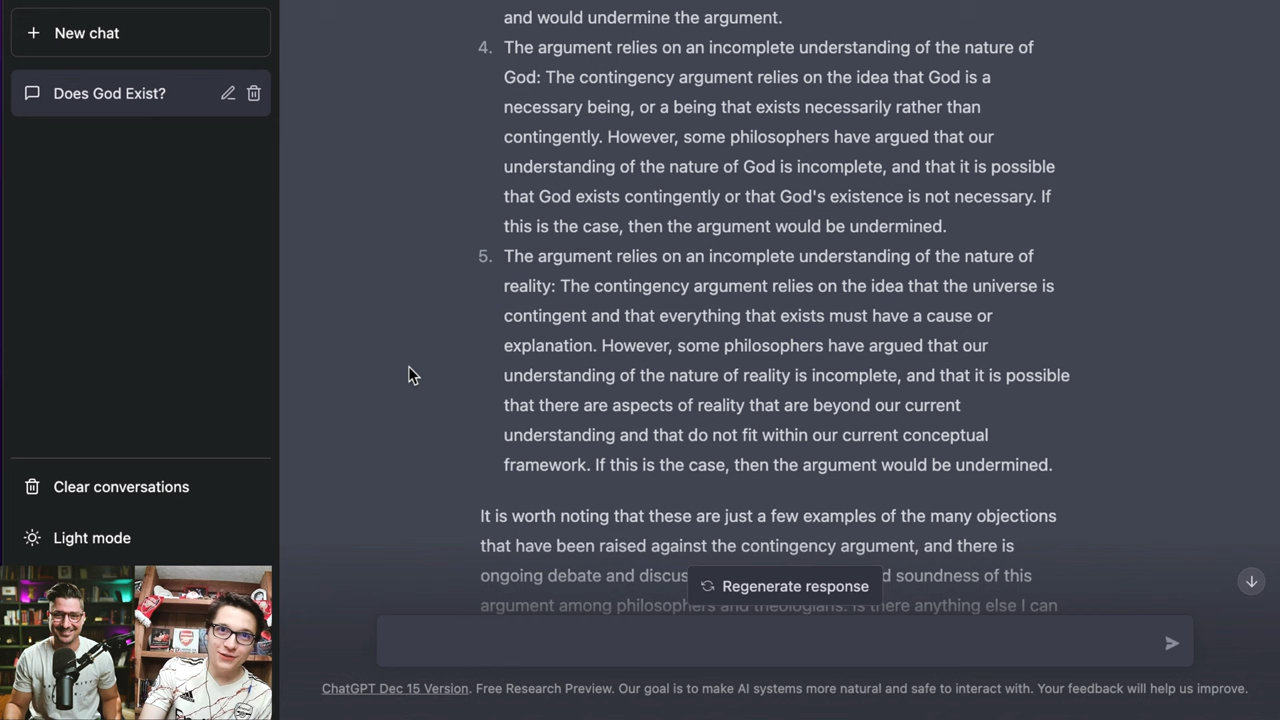 New chat
Does God Exist?
Clear conversations
Light mode
and would undermine the argument.
4. The argument relies on an incomplete understanding of the nature of
God: The contingency argument relies on the idea that God is a
necessary being, or a being that exists necessarily rather than
contingently. However, some philosophers have argued that our
understanding of the nature of God is incomplete, and that it is possible
that God exists contingently or that God's existence is not necessary. If
this is the case, then the argument would be undermined.
5. The argument relies on an incomplete understanding of the nature of
reality: The contingency argument relies on the idea that the universe is
contingent and that everything that exists must have a cause or
explanation. However, some philosophers have argued that our
understanding of the nature of reality is incomplete, and that it is possible
that there are aspects of reality that are beyond our current
understanding and that do not fit within our current conceptual
framework. If this is the case, then the argument would be undermined.
It is worth noting that these are just a few examples of the many objections
that have been raised against the contingency argument, and there is
ongoing debate and discus d soundness of this
argument among philosophers and theologians. Is there anything else I can
Regenerate response
ChatGPT Dec 15 Version. Free Research Preview. Our goal is to make AI systems more natural and safe to interact with. Your feedback will help us improve.